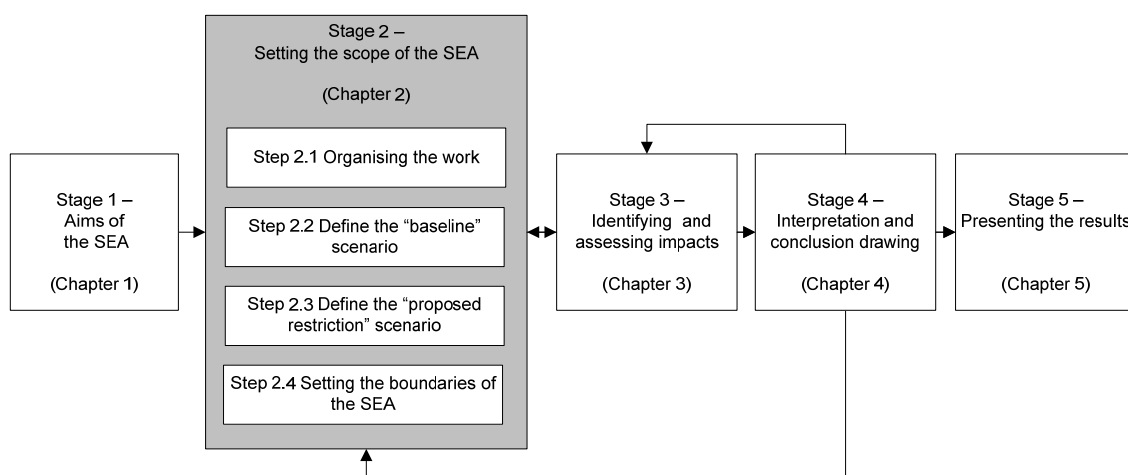 Stage 1 –
Aims of
the SEA
(Chapter 1)
Stage 2 –
Setting the scope of the SEA
(Chapter 2)
Step 2.1 Organising the work
Step 2.2 Define the “baseline”
scenario
Step 2.3 Define the “proposed
restriction” scenario
Step 2.4 Setting the boundaries of
the SEA
Stage 3 –
Identifying and
assessing impacts
(Chapter 3)
Stage 4 –
Interpretation and
conclusion drawing
(Chapter 4)
Stage 5 –
Presenting the results
(Chapter 5)